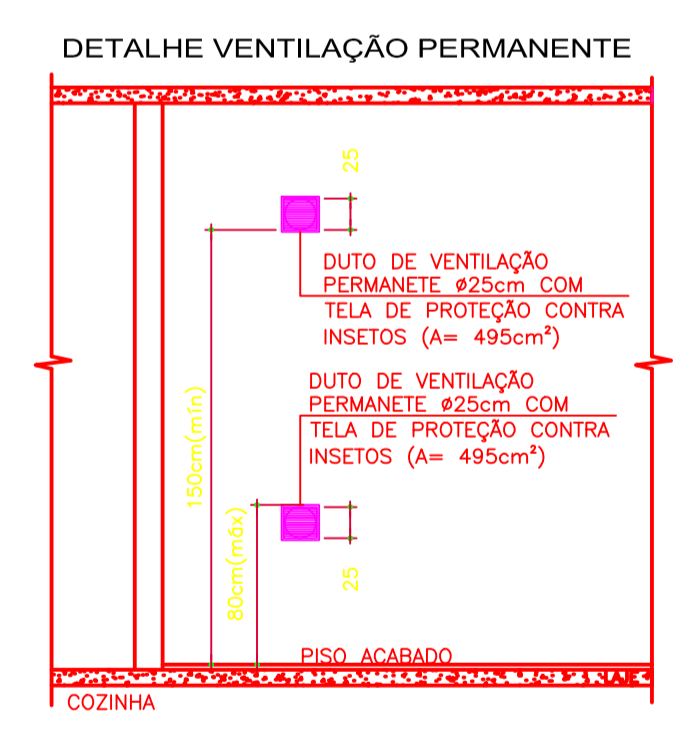 DETALHE VENTILAÇÃO PERMANENTE
25
DUTO DE VENTILAÇÃO
PERMANETE ø25cm COM
TELA DE PROTEÇÃO CONTRA
INSETOS (A= 495cm²)
DUTO DE VENTILAÇÃO
PERMANETE ø25cm COM
TELA DE PROTEÇÃO CONTRA
INSETOS (A= 495cm²)
150cm(mín)
80cm(máx)
25
PISO ACABADO
LAJE
COZINHA